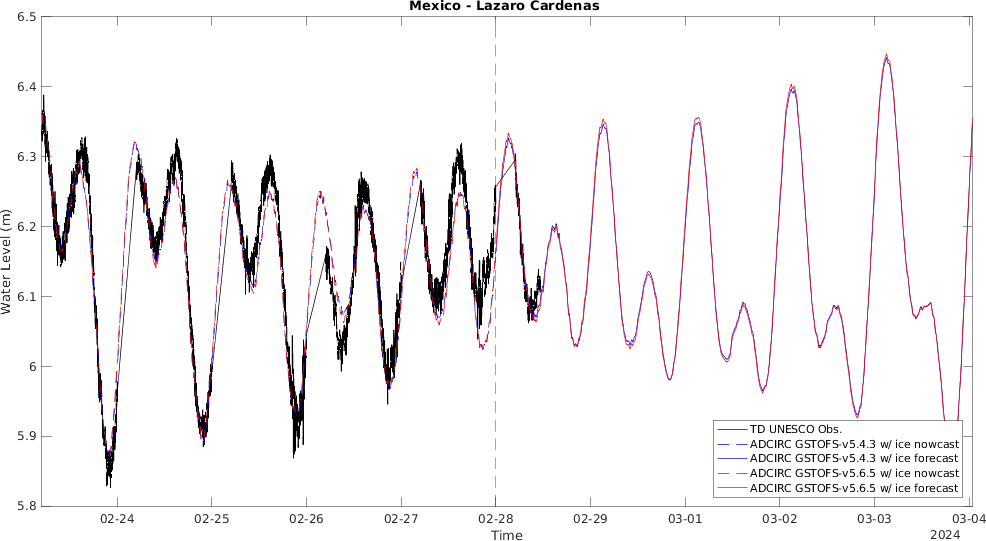 Mexico - Lazaro Cardenas
6.5
6.4
6.3
6.2
6.1
6
5.9
5.8
Water Level (m)
TD UNESCO Obs.
ADCIRC GSTOFS-v5.4.3 w/ ice nowcast
ADCIRC GSTOFS-v5.4.3 w/ ice forecast
ADCIRC GSTOFS-v5.6.5 w/ ice nowcast
ADCIRC GSTOFS-v5.6.5 w/ ice forecast
02-24 02-25 02-26 02-27 02-28 02-29 03-01 03-02 03-03 03-04
Time
2024